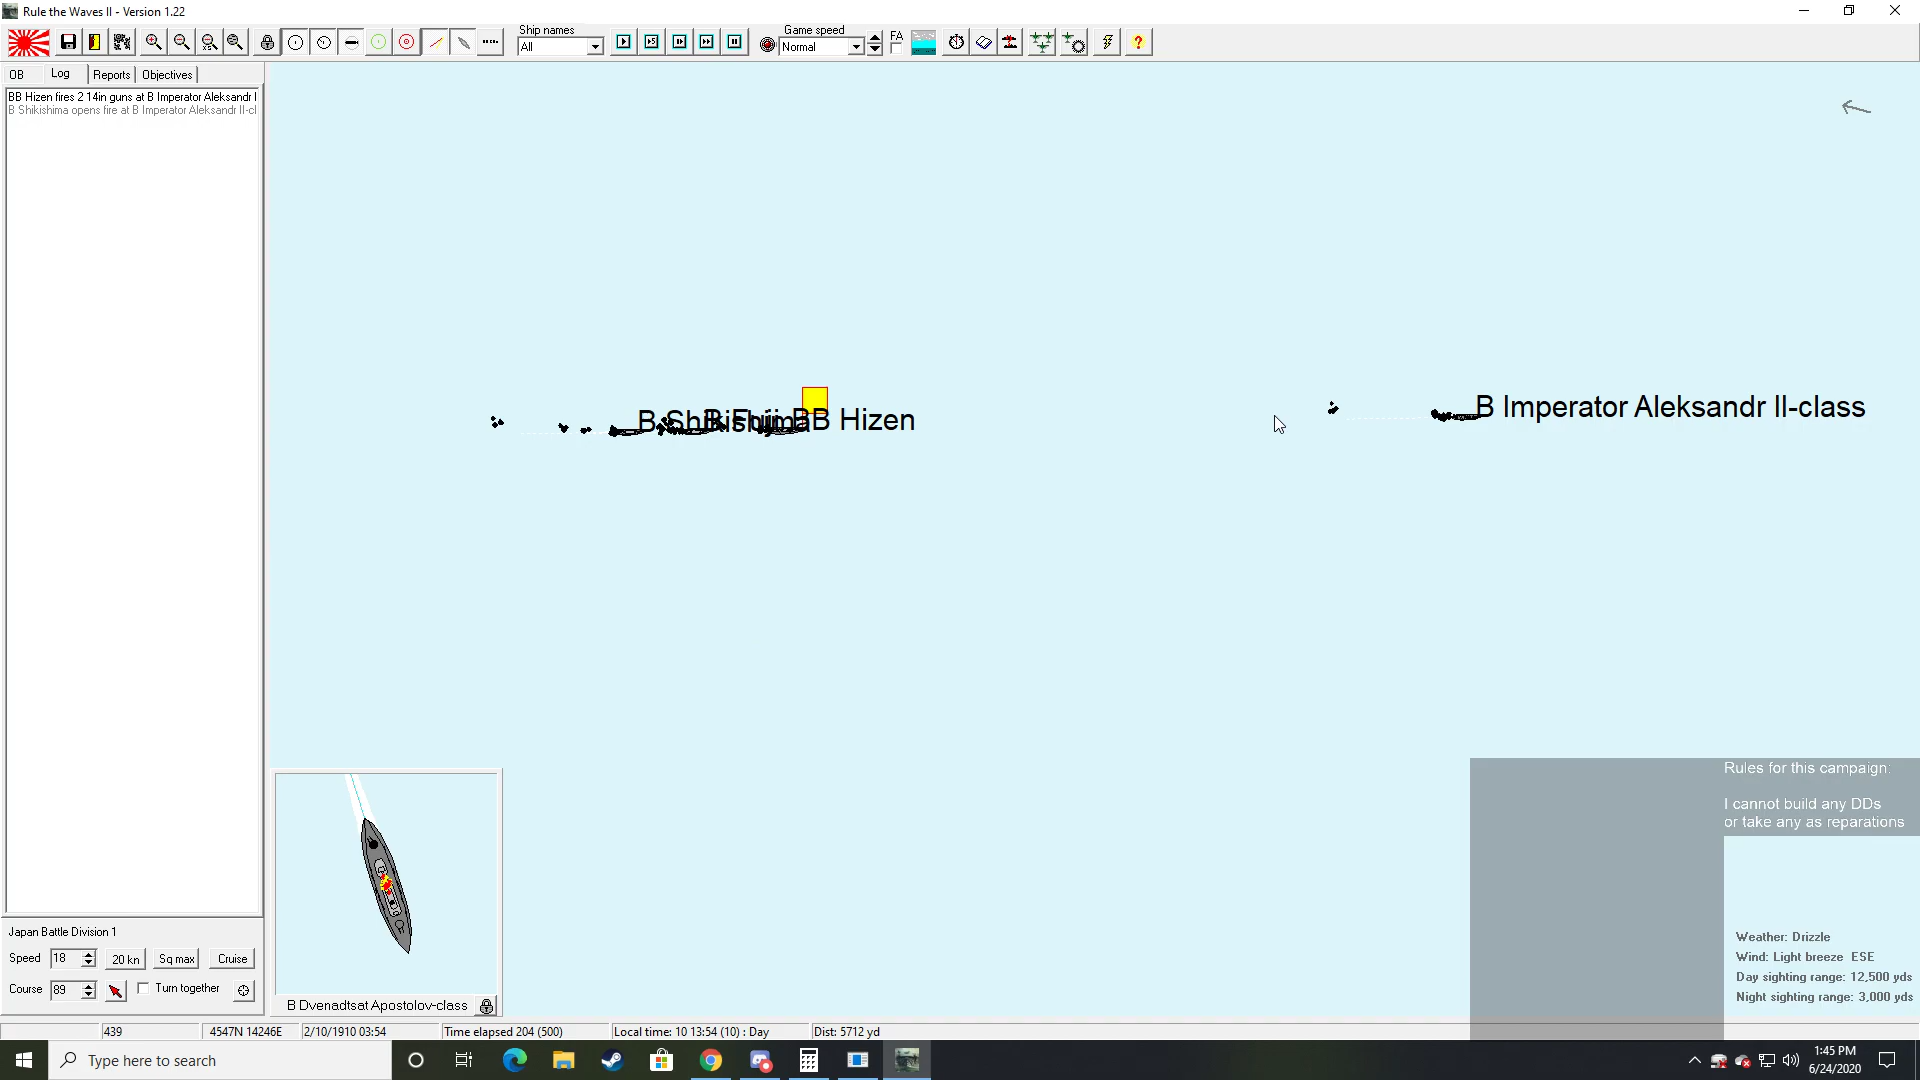 Rule the Waves II - Version 1.22
Ship names
All
Game speed
Normal
FA
OB
Log
Reports
Objectives
BB Hizen fires 2 14in guns at B Imperator Aleksandr I
B Shikishima opens fire at B Imperator Aleksandr II-cl
B Shikishima
B Fuji
BB Hizen
B Imperator Aleksandr II-class
Rules for this campaign:
I cannot build any DDs
or take any as reparations
Weather: Drizzle
Wind: Light breeze ESE
Day sighting range: 12,500 yds
Night sighting range: 3,000 yds
Japan Battle Division 1
Speed 18 20 kn Sq max Cruise
Course 89 Turn together
B Dvenadtsat Apostolov-class
439
4547N 14246E
2/10/1910 03:54
Time elapsed 204 (500)
Local time: 10 13:54 (10) : Day
Dist: 5712 yd
Type here to search
1:45 PM
6/24/2020